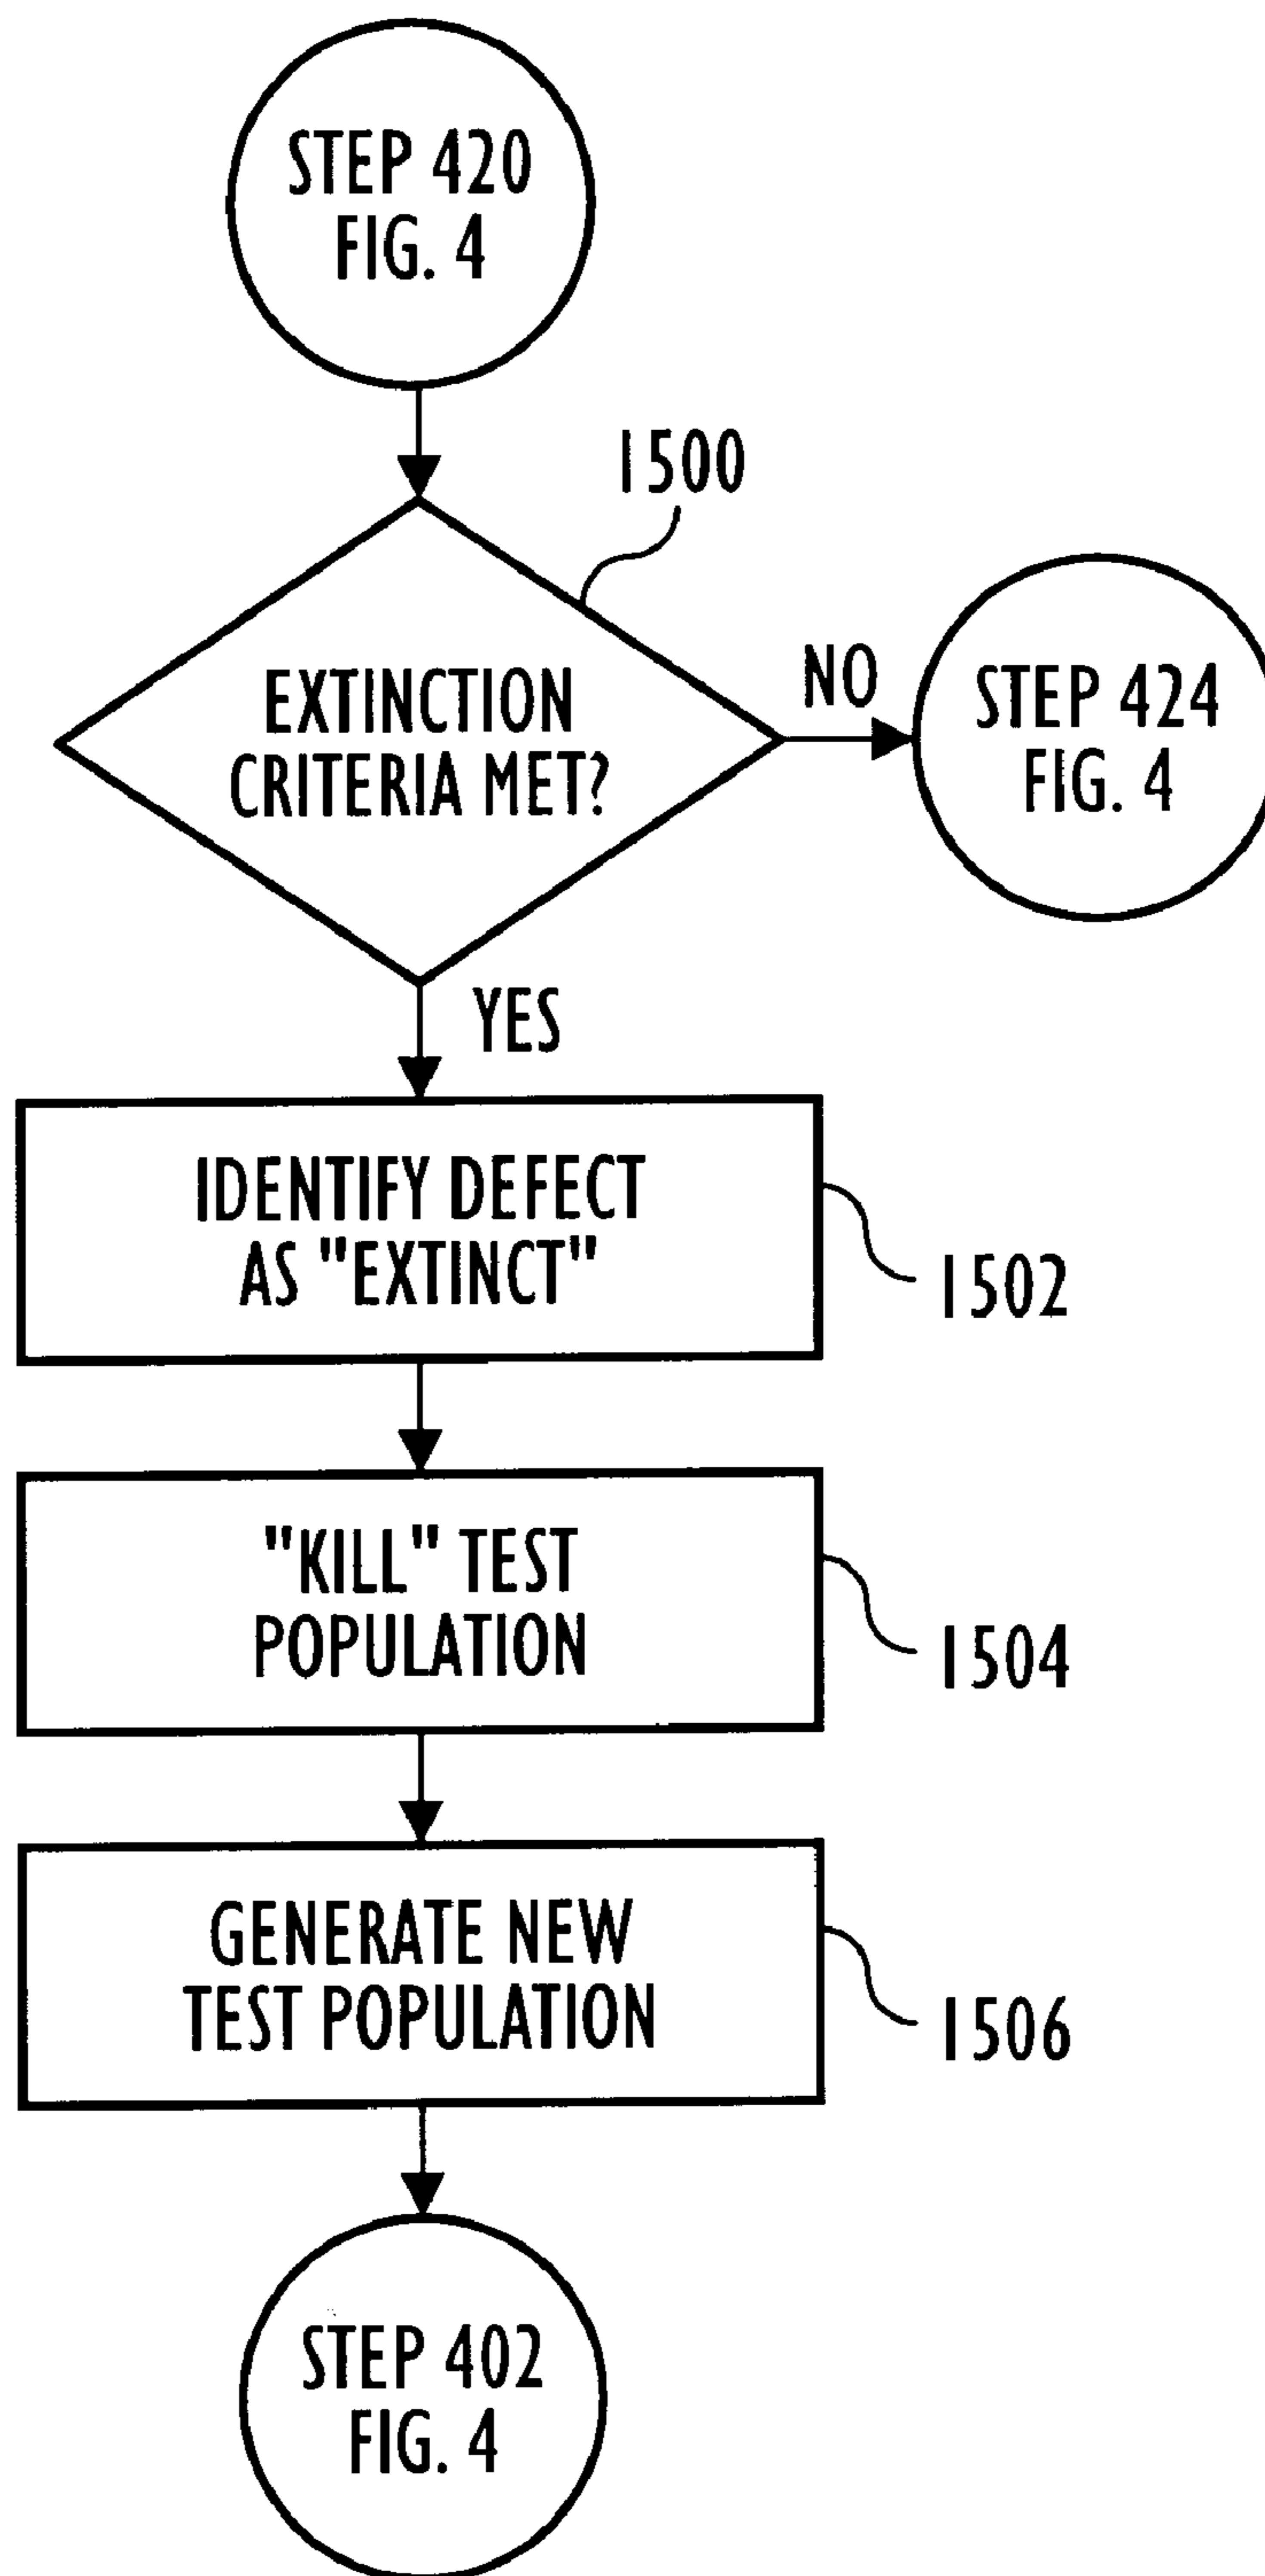 STEP 420
FIG. 4
1500
EXTINCTION
CRITERIA MET?
NO
STEP 424
FIG. 4
YES
IDENTIFY DEFECT
AS "EXTINCT"
1502
"KILL" TEST
POPULATION
1504
GENERATE NEW
TEST POPULATION
1506
STEP 402
FIG. 4